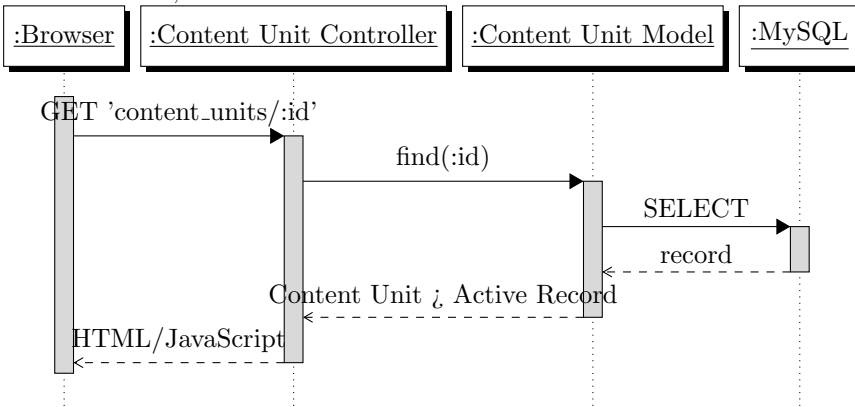 :Browser :Content Unit Controller :Content Unit Model :MySQL
GET ’content_units/:id’
find(:id)
SELECT
record
Content Unit ¿ Active Record
HTML/JavaScript